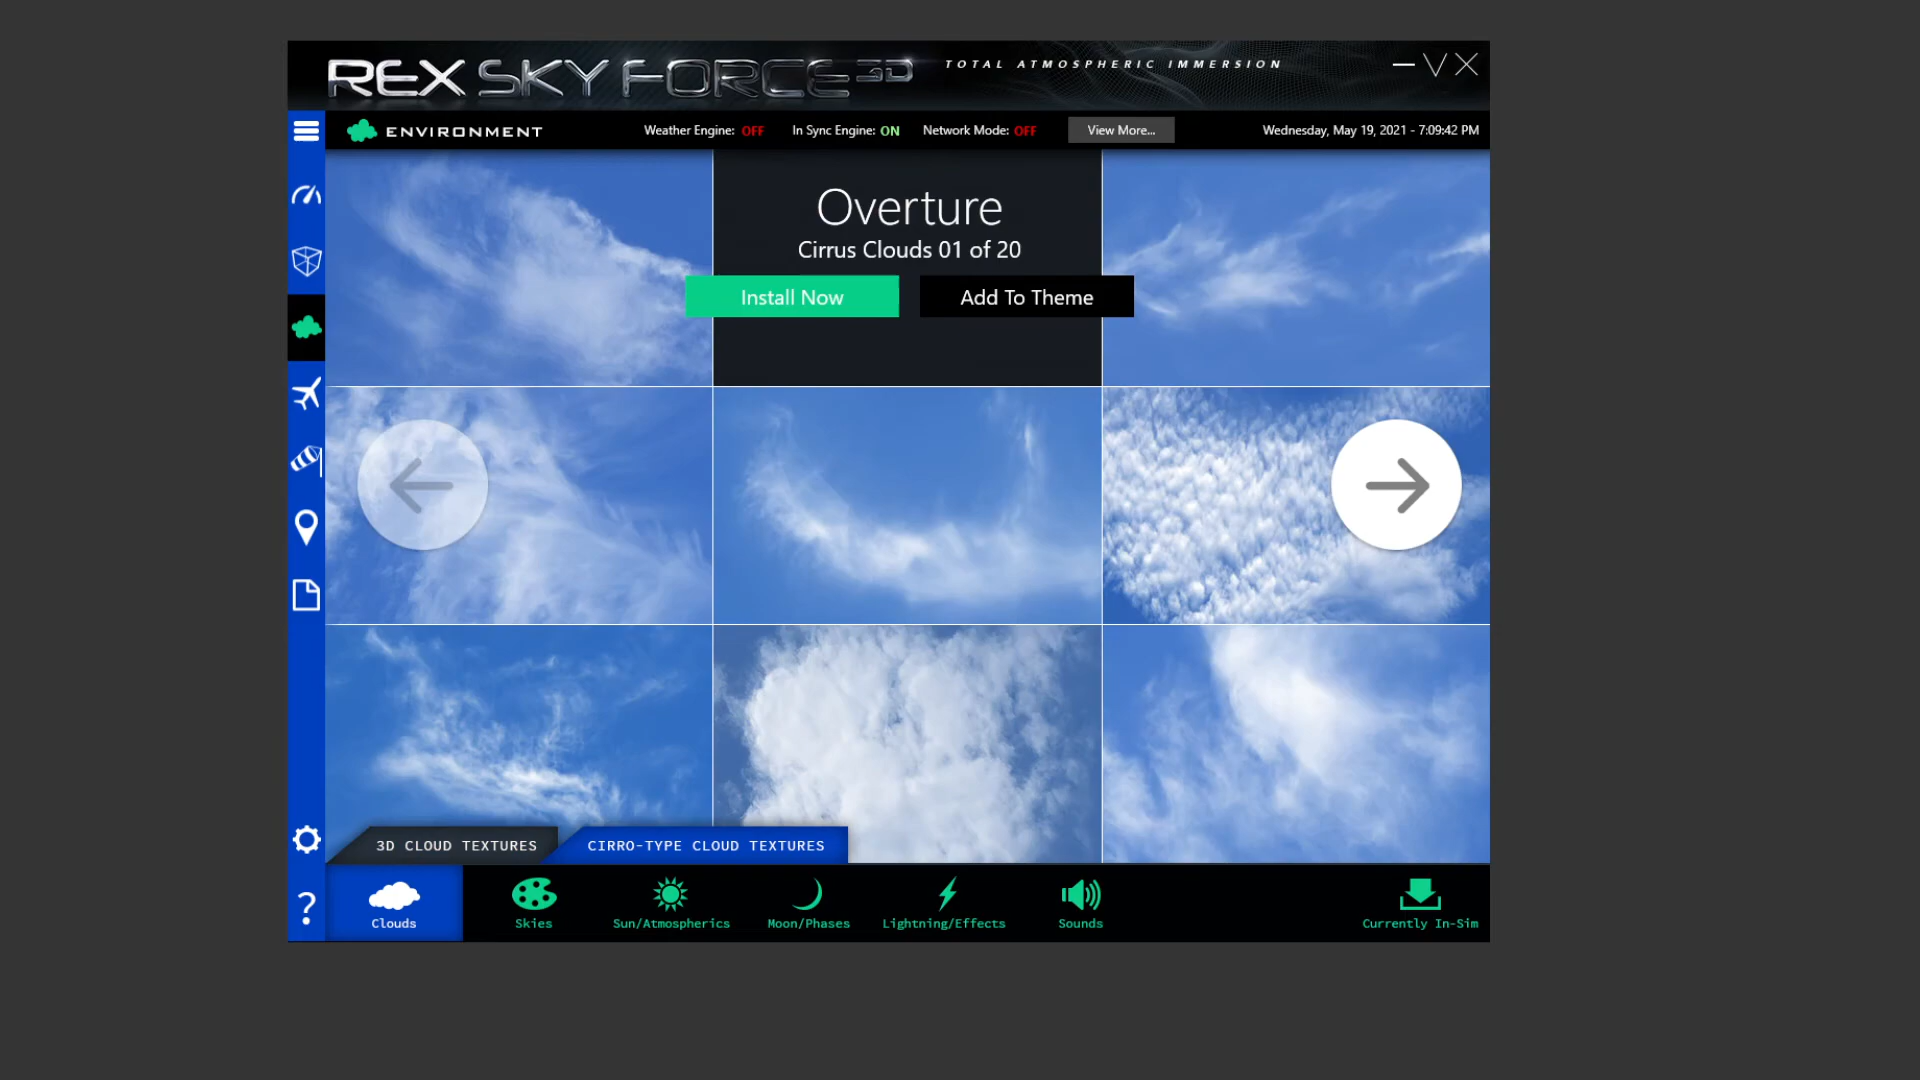 REX SKY FORCE 3D
TOTAL ATMOSPHERIC IMMERSION
ENVIRONMENT
Weather Engine: OFF
In Sync Engine: ON
Network Mode: OFF
View More...
Wednesday, May 19, 2021 - 7:09:42 PM
Overture
Cirrus Clouds 01 of 20
Install Now
Add To Theme
3D CLOUD TEXTURES
CIRRO-TYPE CLOUD TEXTURES
Clouds
Skies
Sun/Atmospherics
Moon/Phases
Lightning/Effects
Sounds
Currently In-Sim